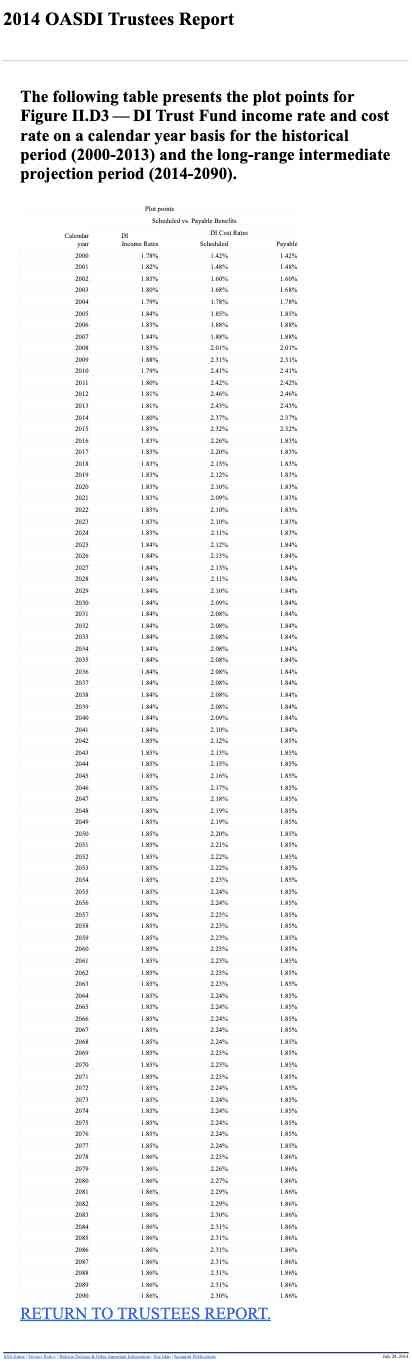 2014 OASDI Trustees Report
The following table presents the plot points for
Figure II.D3 — DI Trust Fund income rate and cost
rate on a calendar year basis for the historical
period (2000-2013) and the long-range intermediate
projection period (2014-2090).
Plot points
Scheduled vs. Payable Benefits
Calendar year DI Income Rates DI Cost Rates
Scheduled Payable
2000 1.78% 1.42% 1.42%
2001 1.82% 1.48% 1.48%
2002 1.85% 1.60% 1.60%
2003 1.80% 1.68% 1.68%
2004 1.79% 1.78% 1.78%
2005 1.84% 1.85% 1.85%
2006 1.83% 1.88% 1.88%
2007 1.84% 1.88% 1.88%
2008 1.83% 2.01% 2.01%
2009 1.88% 2.31% 2.31%
2010 1.79% 2.41% 2.41%
2011 1.80% 2.42% 2.42%
2012 1.81% 2.46% 2.46%
2013 1.81% 2.43% 2.43%
2014 1.80% 2.37% 2.37%
2015 1.83% 2.32% 2.32%
2016 1.83% 2.26% 1.83%
2017 1.83% 2.20% 1.83%
2018 1.83% 2.15% 1.83%
2019 1.83% 2.12% 1.83%
2020 1.83% 2.10% 1.83%
2021 1.83% 2.09% 1.83%
2022 1.83% 2.10% 1.83%
2023 1.83% 2.10% 1.83%
2024 1.83% 2.11% 1.83%
2025 1.84% 2.12% 1.84%
2026 1.84% 2.13% 1.84%
2027 1.84% 2.13% 1.84%
2028 1.84% 2.11% 1.84%
2029 1.84% 2.10% 1.84%
2030 1.84% 2.09% 1.84%
2031 1.84% 2.08% 1.84%
2032 1.84% 2.08% 1.84%
2033 1.84% 2.08% 1.84%
2034 1.84% 2.08% 1.84%
2035 1.84% 2.08% 1.84%
2036 1.84% 2.08% 1.84%
2037 1.84% 2.08% 1.84%
2038 1.84% 2.08% 1.84%
2039 1.84% 2.08% 1.84%
2040 1.84% 2.09% 1.84%
2041 1.84% 2.10% 1.84%
2042 1.85% 2.12% 1.85%
2043 1.85% 2.13% 1.85%
2044 1.85% 2.15% 1.85%
2045 1.85% 2.16% 1.85%
2046 1.85% 2.17% 1.85%
2047 1.85% 2.18% 1.85%
2048 1.85% 2.19% 1.85%
2049 1.85% 2.19% 1.85%
2050 1.85% 2.20% 1.85%
2051 1.85% 2.21% 1.85%
2052 1.85% 2.22% 1.85%
2053 1.85% 2.22% 1.85%
2054 1.85% 2.23% 1.85%
2055 1.85% 2.24% 1.85%
2056 1.85% 2.24% 1.85%
2057 1.85% 2.23% 1.85%
2058 1.85% 2.23% 1.85%
2059 1.85% 2.23% 1.85%
2060 1.85% 2.23% 1.85%
2061 1.85% 2.23% 1.85%
2062 1.85% 2.23% 1.85%
2063 1.85% 2.23% 1.85%
2064 1.85% 2.24% 1.85%
2065 1.85% 2.24% 1.85%
2066 1.85% 2.24% 1.85%
2067 1.85% 2.24% 1.85%
2068 1.85% 2.24% 1.85%
2069 1.85% 2.25% 1.85%
2070 1.85% 2.25% 1.85%
2071 1.85% 2.25% 1.85%
2072 1.85% 2.24% 1.85%
2073 1.85% 2.24% 1.85%
2074 1.85% 2.24% 1.85%
2075 1.85% 2.24% 1.85%
2076 1.85% 2.24% 1.85%
2077 1.85% 2.24% 1.85%
2078 1.86% 2.25% 1.86%
2079 1.86% 2.26% 1.86%
2080 1.86% 2.27% 1.86%
2081 1.86% 2.29% 1.86%
2082 1.86% 2.29% 1.86%
2083 1.86% 2.30% 1.86%
2084 1.86% 2.31% 1.86%
2085 1.86% 2.31% 1.86%
2086 1.86% 2.31% 1.86%
2087 1.86% 2.31% 1.86%
2088 1.86% 2.31% 1.86%
2089 1.86% 2.31% 1.86%
2090 1.86% 2.30% 1.86%
RETURN TO TRUSTEES REPORT.
SSA Home | Privacy Policy | Website Policies & Other Important Information | Site Map | Actuarial Publications July 28, 2014